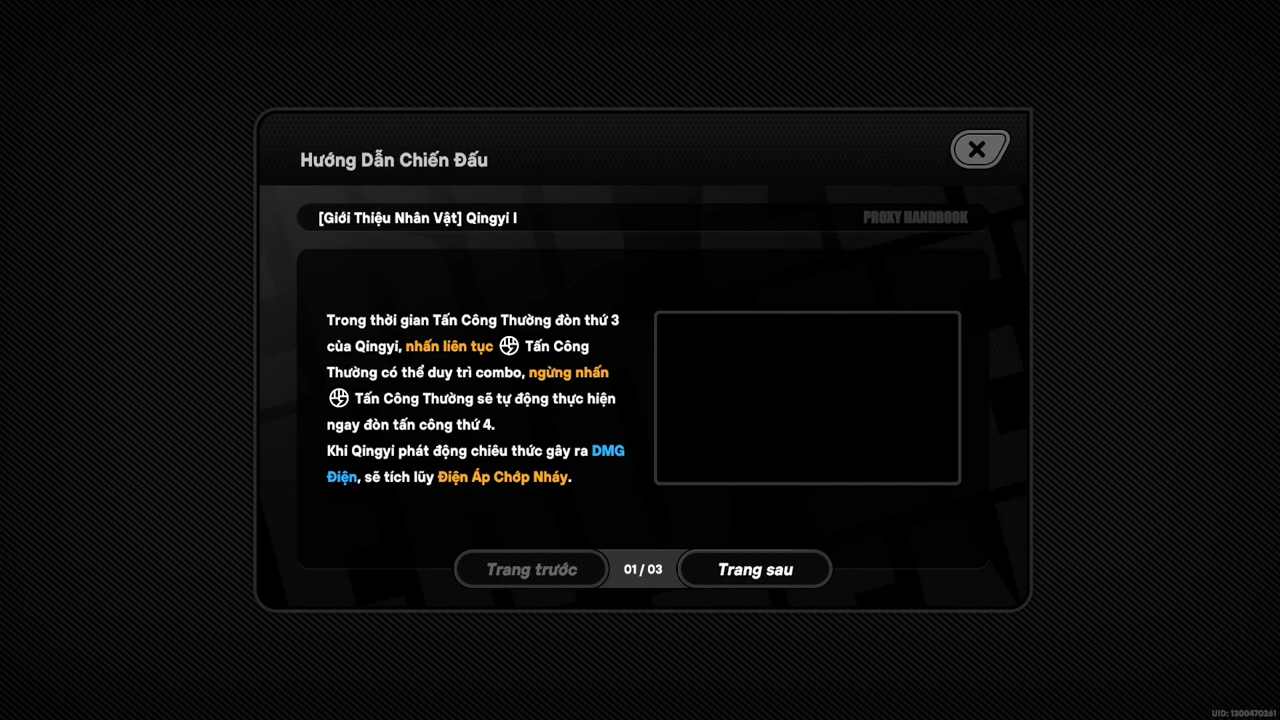 Hướng Dẫn Chiến Đấu
[Giới Thiệu Nhân Vật] Qingyi I
PROXY HANDBOOK
Trong thời gian Tấn Công Thường đòn thứ 3
của Qingyi, nhấn liên tục Tấn Công
Thường có thể duy trì combo, ngừng nhấn
Tấn Công Thường sẽ tự động thực hiện
ngay đòn tấn công thứ 4.
Khi Qingyi phát động chiêu thức gây ra DMG
Điện, sẽ tích lũy Điện Áp Chớp Nháy.
Trang trước
01 / 03
Trang sau
UID: 1300470261